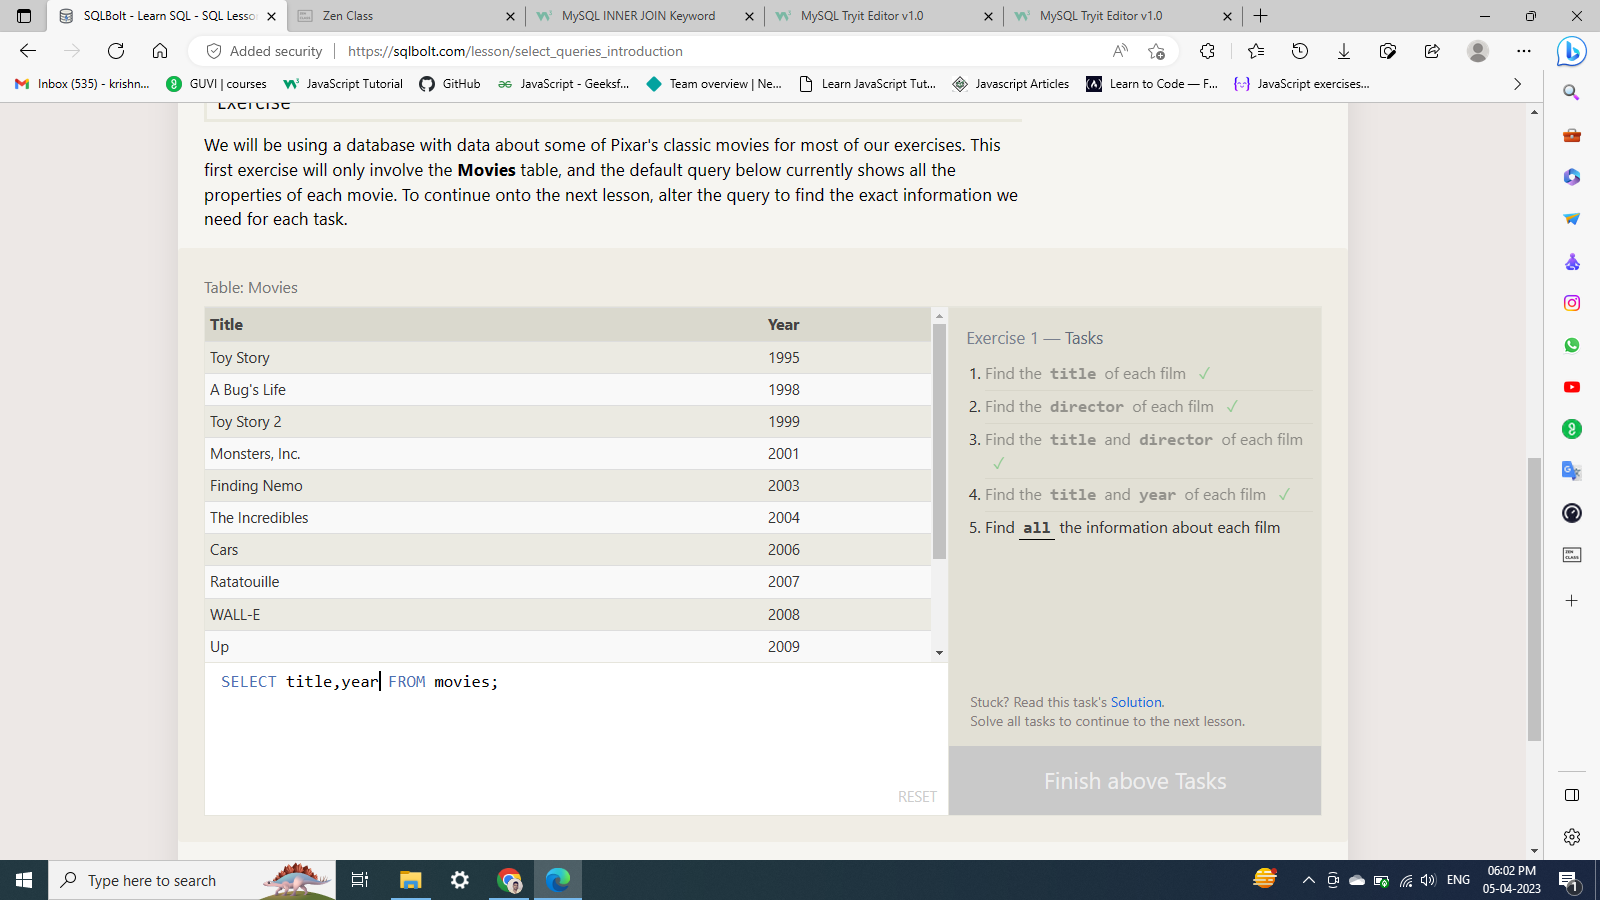 SQLBolt - Learn SQL - SQL Lesso
Zen Class
MySQL INNER JOIN Keyword
MySQL Tryit Editor v1.0
MySQL Tryit Editor v1.0
Added security
https://sqlbolt.com/lesson/select_queries_introduction
Inbox (535) - krishn...
GUVI | courses
JavaScript Tutorial
GitHub
JavaScript - Geeksf...
Team overview | Ne...
Learn JavaScript Tut...
Javascript Articles
Learn to Code — F...
JavaScript exercises...
Exercise
We will be using a database with data about some of Pixar's classic movies for most of our exercises. This
first exercise will only involve the Movies table, and the default query below currently shows all the
properties of each movie. To continue onto the next lesson, alter the query to find the exact information we
need for each task.
Table: Movies
Title Year
Toy Story 1995
A Bug's Life 1998
Toy Story 2 1999
Monsters, Inc. 2001
Finding Nemo 2003
The Incredibles 2004
Cars 2006
Ratatouille 2007
WALL-E 2008
Up 2009
SELECT title,year FROM movies;
RESET
Exercise 1 — Tasks
1. Find the title of each film ✓
2. Find the director of each film ✓
3. Find the title and director of each film
✓
4. Find the title and year of each film ✓
5. Find all the information about each film
Stuck? Read this task's Solution.
Solve all tasks to continue to the next lesson.
Finish above Tasks
ZEN
CLASS
Type here to search
ENG
06:02 PM
05-04-2023
1